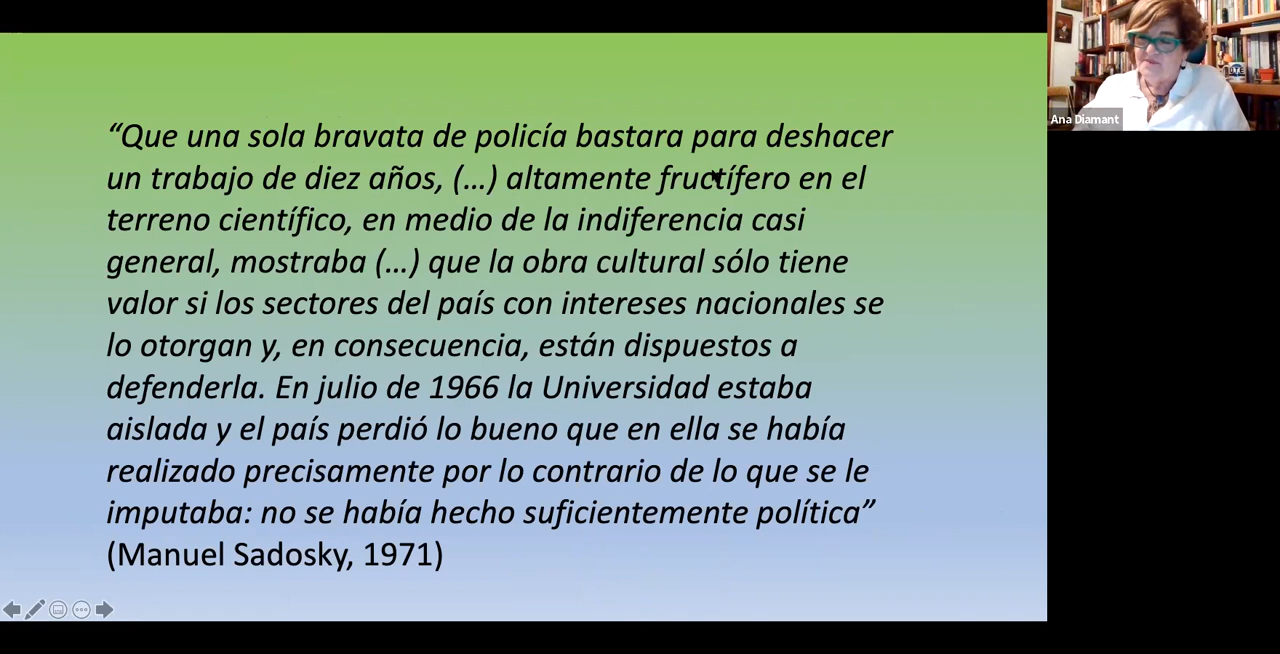 “Que una sola bravata de policía bastara para deshacer
un trabajo de diez años, (…) altamente fructífero en el
terreno científico, en medio de la indiferencia casi
general, mostraba (…) que la obra cultural sólo tiene
valor si los sectores del país con intereses nacionales se
lo otorgan y, en consecuencia, están dispuestos a
defenderla. En julio de 1966 la Universidad estaba
aislada y el país perdió lo bueno que en ella se había
realizado precisamente por lo contrario de lo que se le
imputaba: no se había hecho suficientemente política”
(Manuel Sadosky, 1971)
Ana Diamant